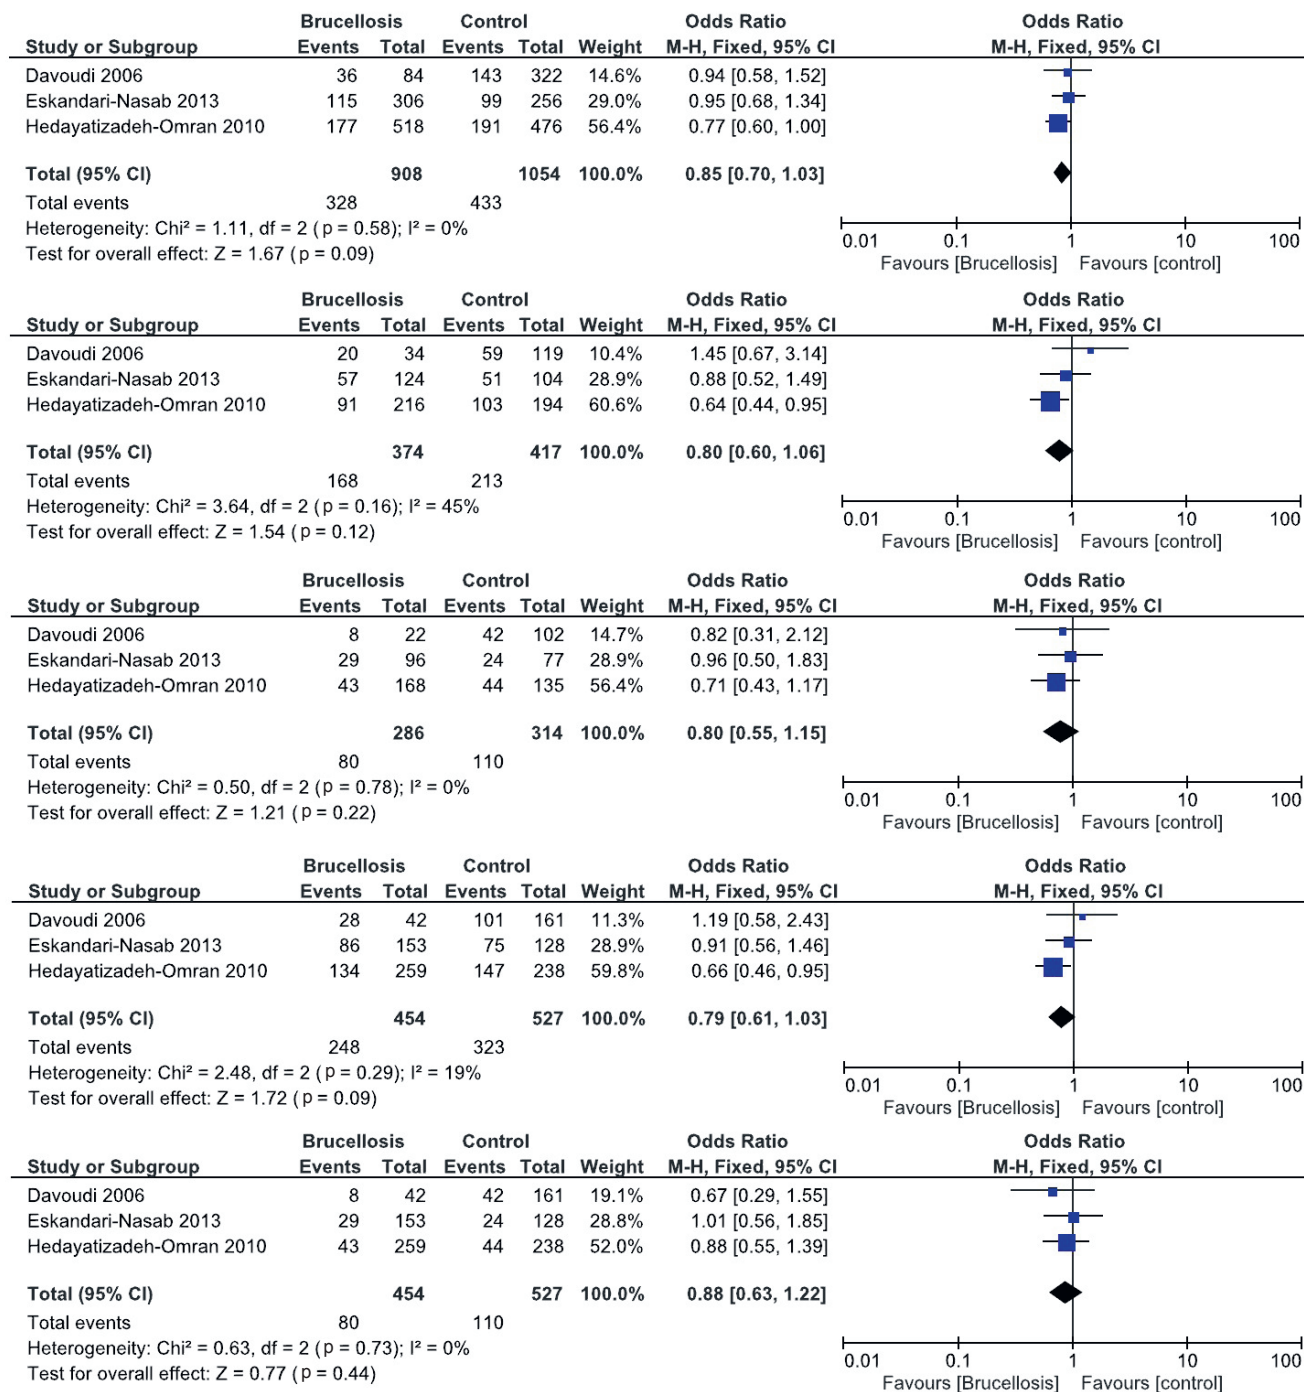 Brucellosis Control Odds Ratio Odds Ratio
Study or Subgroup Events Total Events Total Weight M-H, Fixed, 95% CI M-H, Fixed, 95% CI
Davoudi 2006 36 84 143 322 14.6% 0.94 [0.58, 1.52]
Eskandari-Nasab 2013 115 306 99 256 29.0% 0.95 [0.68, 1.34]
Hedayatizadeh-Omran 2010 177 518 191 476 56.4% 0.77 [0.60, 1.00]
Total (95% CI) 908 1054 100.0% 0.85 [0.70, 1.03]
Total events 328 433
Heterogeneity: Chi² = 1.11, df = 2 (p = 0.58); I² = 0%
Test for overall effect: Z = 1.67 (p = 0.09)
0.01 0.1 1 10 100
Favours [Brucellosis] Favours [control]
Brucellosis Control Odds Ratio Odds Ratio
Study or Subgroup Events Total Events Total Weight M-H, Fixed, 95% CI M-H, Fixed, 95% CI
Davoudi 2006 20 34 59 119 10.4% 1.45 [0.67, 3.14]
Eskandari-Nasab 2013 57 124 51 104 28.9% 0.88 [0.52, 1.49]
Hedayatizadeh-Omran 2010 91 216 103 194 60.6% 0.64 [0.44, 0.95]
Total (95% CI) 374 417 100.0% 0.80 [0.60, 1.06]
Total events 168 213
Heterogeneity: Chi² = 3.64, df = 2 (p = 0.16); I² = 45%
Test for overall effect: Z = 1.54 (p = 0.12)
0.01 0.1 1 10 100
Favours [Brucellosis] Favours [control]
Brucellosis Control Odds Ratio Odds Ratio
Study or Subgroup Events Total Events Total Weight M-H, Fixed, 95% CI M-H, Fixed, 95% CI
Davoudi 2006 8 22 42 102 14.7% 0.82 [0.31, 2.12]
Eskandari-Nasab 2013 29 96 24 77 28.9% 0.96 [0.50, 1.83]
Hedayatizadeh-Omran 2010 43 168 44 135 56.4% 0.71 [0.43, 1.17]
Total (95% CI) 286 314 100.0% 0.80 [0.55, 1.15]
Total events 80 110
Heterogeneity: Chi² = 0.50, df = 2 (p = 0.78); I² = 0%
Test for overall effect: Z = 1.21 (p = 0.22)
0.01 0.1 1 10 100
Favours [Brucellosis] Favours [control]
Brucellosis Control Odds Ratio Odds Ratio
Study or Subgroup Events Total Events Total Weight M-H, Fixed, 95% CI M-H, Fixed, 95% CI
Davoudi 2006 28 42 101 161 11.3% 1.19 [0.58, 2.43]
Eskandari-Nasab 2013 86 153 75 128 28.9% 0.91 [0.56, 1.46]
Hedayatizadeh-Omran 2010 134 259 147 238 59.8% 0.66 [0.46, 0.95]
Total (95% CI) 454 527 100.0% 0.79 [0.61, 1.03]
Total events 248 323
Heterogeneity: Chi² = 2.48, df = 2 (p = 0.29); I² = 19%
Test for overall effect: Z = 1.72 (p = 0.09)
0.01 0.1 1 10 100
Favours [Brucellosis] Favours [control]
Brucellosis Control Odds Ratio Odds Ratio
Study or Subgroup Events Total Events Total Weight M-H, Fixed, 95% CI M-H, Fixed, 95% CI
Davoudi 2006 8 42 42 161 19.1% 0.67 [0.29, 1.55]
Eskandari-Nasab 2013 29 153 24 128 28.8% 1.01 [0.56, 1.85]
Hedayatizadeh-Omran 2010 43 259 44 238 52.0% 0.88 [0.55, 1.39]
Total (95% CI) 454 527 100.0% 0.88 [0.63, 1.22]
Total events 80 110
Heterogeneity: Chi² = 0.63, df = 2 (p = 0.73); I² = 0%
Test for overall effect: Z = 0.77 (p = 0.44)
0.01 0.1 1 10 100
Favours [Brucellosis] Favours [control]